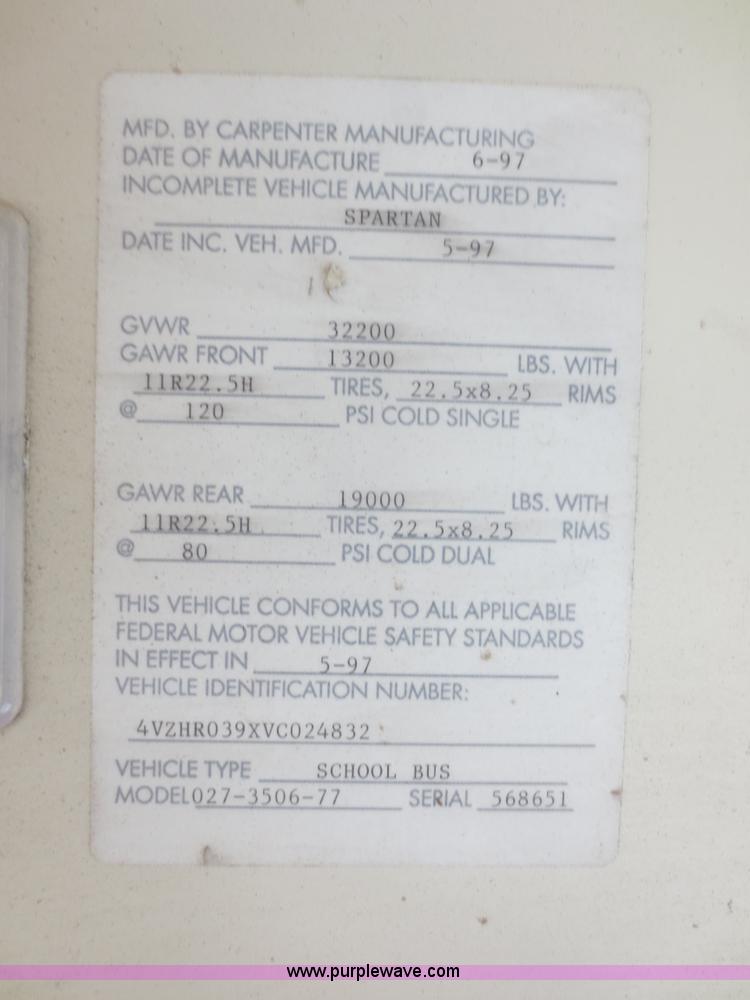 MFD. BY CARPENTER MANUFACTURING
DATE OF MANUFACTURE 6-97
INCOMPLETE VEHICLE MANUFACTURED BY:
SPARTAN
DATE INC. VEH. MFD. 5-97
GVWR 32200
GAWR FRONT 13200 LBS. WITH
11R22.5H TIRES, 22.5x8.25 RIMS
@ 120 PSI COLD SINGLE
GAWR REAR 19000 LBS. WITH
11R22.5H TIRES, 22.5x8.25 RIMS
@ 80 PSI COLD DUAL
THIS VEHICLE CONFORMS TO ALL APPLICABLE
FEDERAL MOTOR VEHICLE SAFETY STANDARDS
IN EFFECT IN 5-97
VEHICLE IDENTIFICATION NUMBER:
4VZHR039XVC024832
VEHICLE TYPE SCHOOL BUS
MODEL 027-3506-77 SERIAL 568651
www.purplewave.com